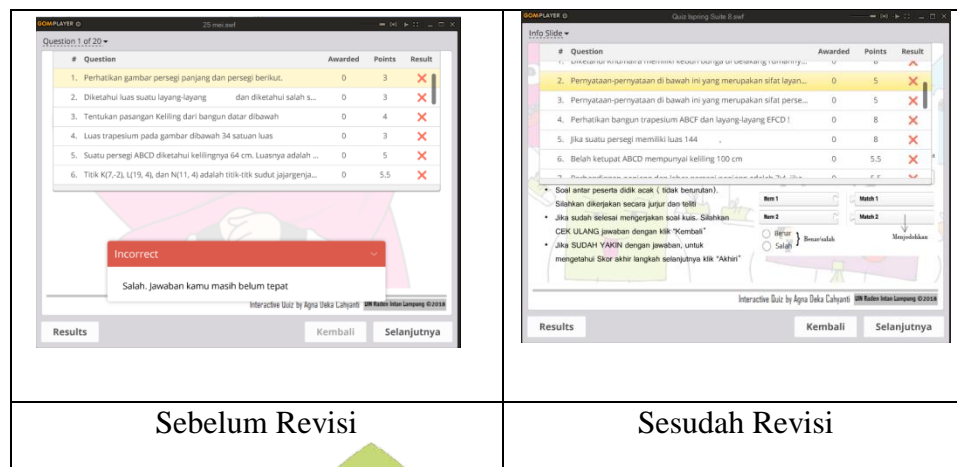 GOMPLAYER
25 mei.swf
Question 1 of 20
# Question Awarded Points Result
1. Perhatikan gambar persegi panjang dan persegi berikut. 0 3
2. Diketahui luas suatu layang-layang dan diketahui salah s... 0 3
3. Tentukan pasangan Keliling dari bangun datar dibawah 0 4
4. Luas trapesium pada gambar dibawah 34 satuan luas 0 3
5. Suatu persegi ABCD diketahui kelilingnya 64 cm. Luasnya adalah ... 0 5
6. Titik K(7,-2), L(19, 4), dan N(11, 4) adalah titik-titik sudut jajargenja... 0 5.5
Incorrect
Salah. Jawaban kamu masih belum tepat
Interactive Quiz by Agna Deka Cahyanti UIN Raden Intan Lampung ©2018
Results Kembali Selanjutnya
Sebelum Revisi
GOMPLAYER
Quiz Ispring Suite 8.swf
Info Slide
# Question Awarded Points Result
2. Pernyataan-pernyataan di bawah ini yang merupakan sifat layan... 0 5
3. Pernyataan-pernyataan di bawah ini yang merupakan sifat perse... 0 5
4. Perhatikan bangun trapesium ABCF dan layang-layang EFCD ! 0 8
5. Jika suatu persegi memiliki luas 144 , 0 8
6. Belah ketupat ABCD mempunyai keliling 100 cm 0 5.5
• Soal antar peserta didik acak ( tidak berurutan).
Silahkan dikerjakan secara jurjur dan teliti
• Jika sudah selesai mengerjakan soal kuis. Silahkan
CEK ULANG jawaban dengan klik "Kembali"
• Jika SUDAH YAKIN dengan jawaban, untuk
mengetahui Skor akhir langkah selanjutnya klik "Akhiri"
Item 1 Match 1
Item 2 Match 2
Benar
Salah
Benar/salah
Menjodohkan
Interactive Quiz by Agna Deka Cahyanti UIN Raden Intan Lampung ©2018
Results Kembali Selanjutnya
Sesudah Revisi